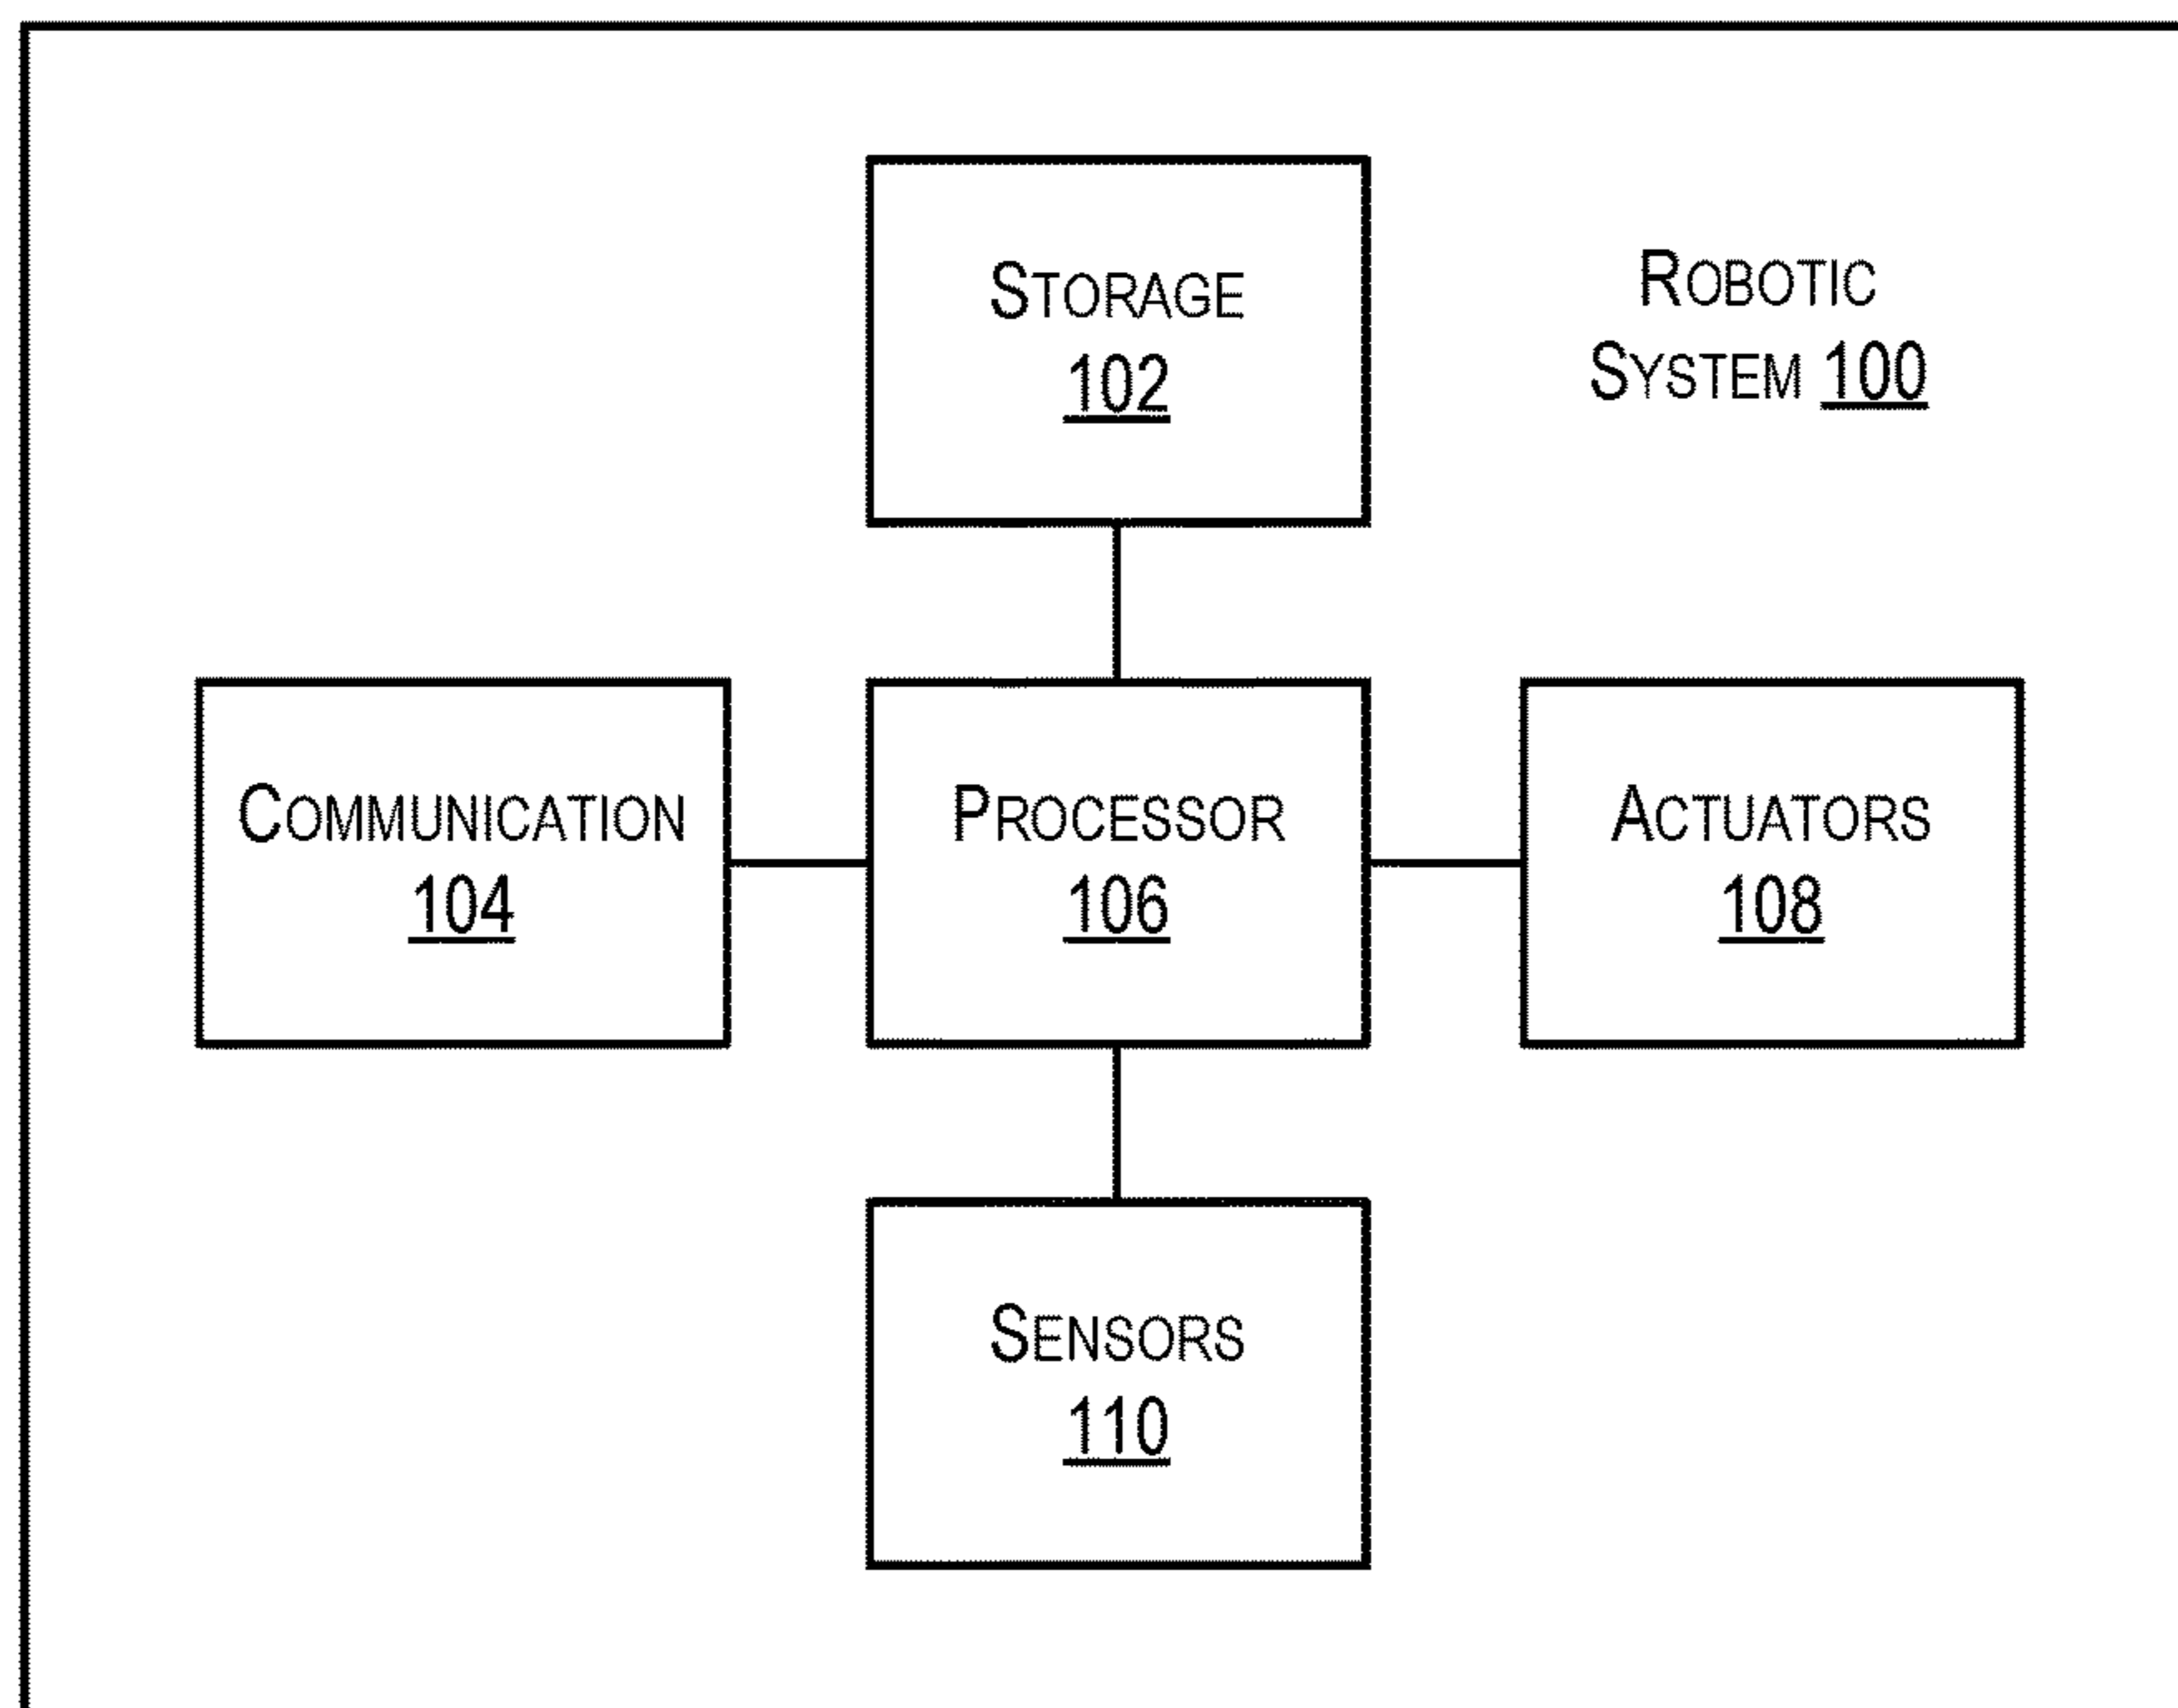 STORAGE
102
ROBOTIC
SYSTEM 100
COMMUNICATION
104
PROCESSOR
106
ACTUATORS
108
SENSORS
110